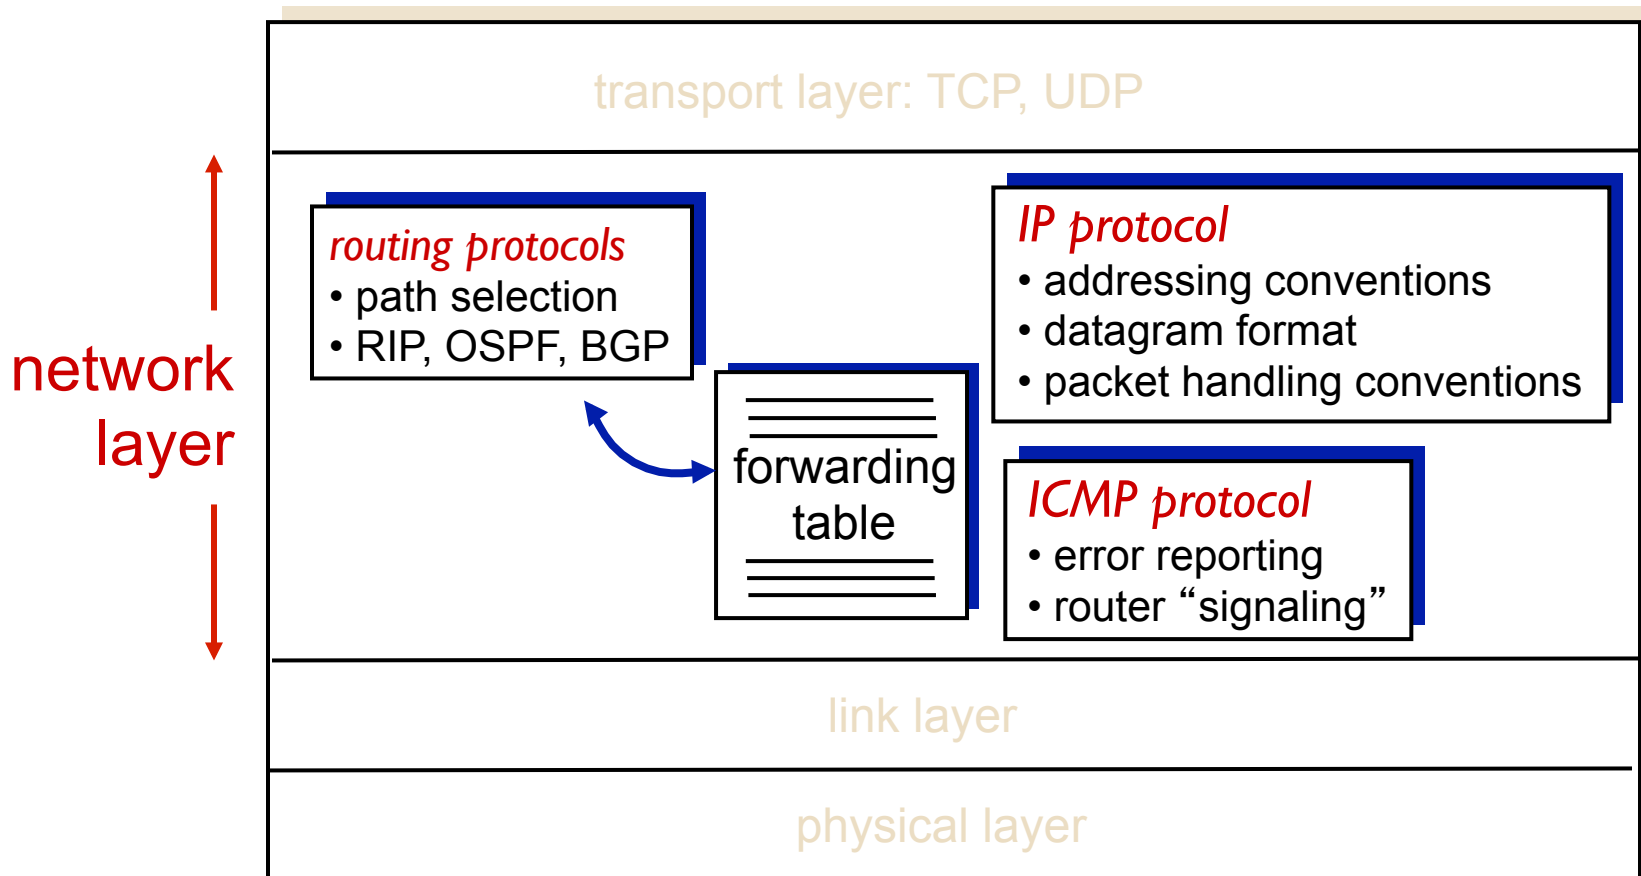 transport layer: TCP, UDP
network
layer
routing protocols
• path selection
• RIP, OSPF, BGP
forwarding
table
IP protocol
• addressing conventions
• datagram format
• packet handling conventions
ICMP protocol
• error reporting
• router “signaling”
link layer
physical layer